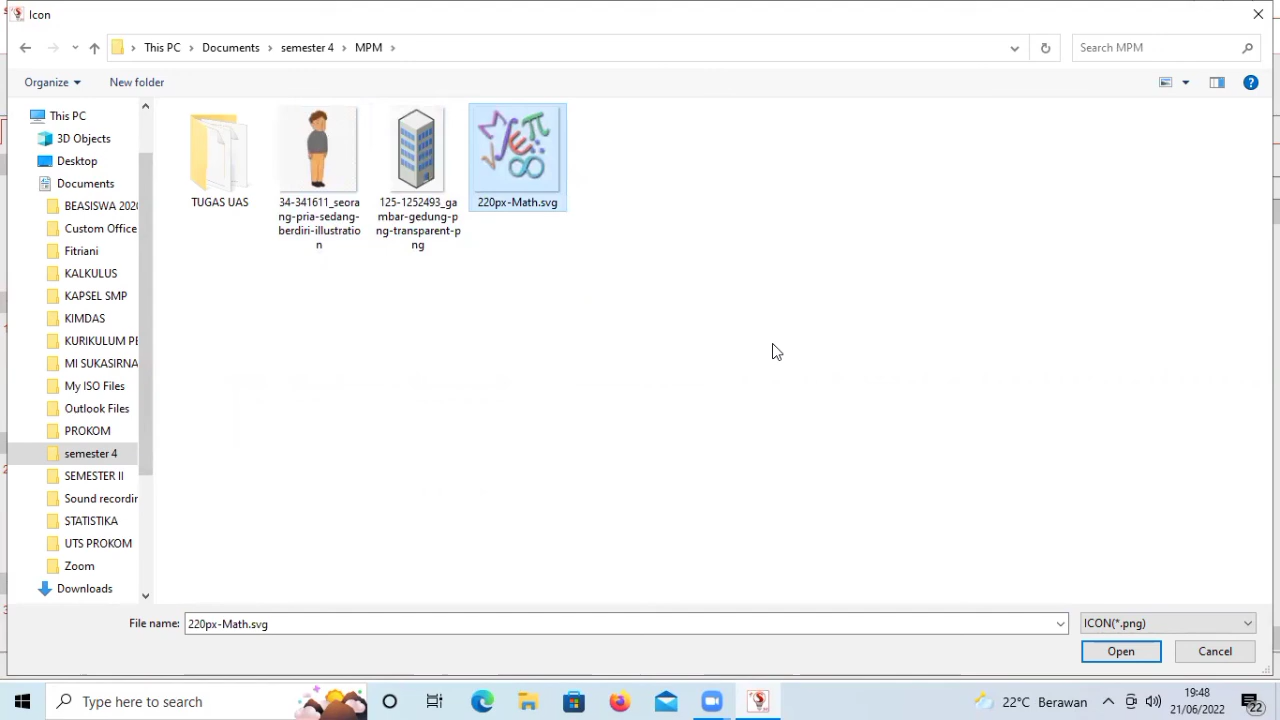 Icon
This PC
Documents
semester 4
MPM
Search MPM
Organize
New folder
This PC
3D Objects
Desktop
Documents
BEASISWA 202
Custom Office
Fitriani
KALKULUS
KAPSEL SMP
KIMDAS
KURIKULUM PE
MI SUKASIRNA
My ISO Files
Outlook Files
PROKOM
semester 4
SEMESTER II
Sound recordin
STATISTIKA
UTS PROKOM
Zoom
Downloads
TUGAS UAS
34-341611_seora
ng-pria-sedang-
berdiri-illustratio
n
125-1252493_ga
mbar-gedung-p
ng-transparent-p
ng
220px-Math.svg
File name: 220px-Math.svg
ICON(*.png)
Open
Cancel
Type here to search
22°C Berawan
19:48
21/06/2022
22